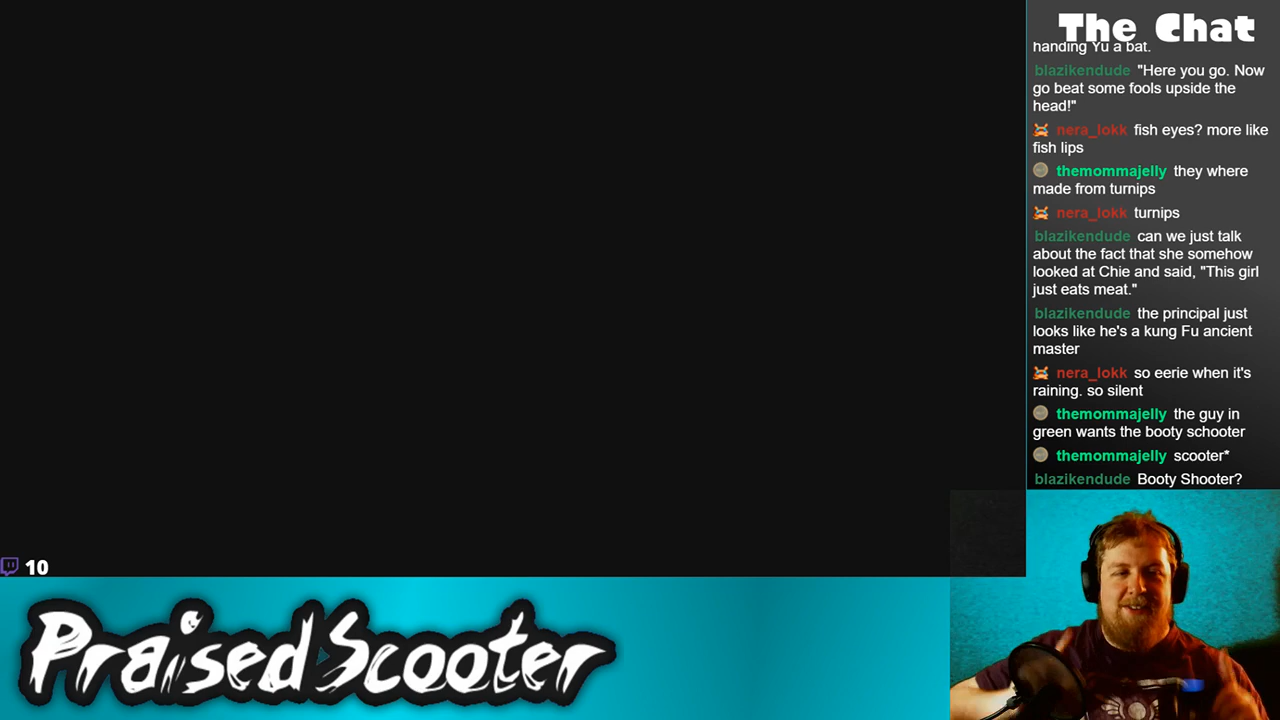 The Chat
handing Yu a bat.
blazikendude "Here you go. Now
go beat some fools upside the
head!"
nera_lokk fish eyes? more like
fish lips
themommajelly they where
made from turnips
nera_lokk turnips
blazikendude can we just talk
about the fact that she somehow
looked at Chie and said, "This girl
just eats meat."
blazikendude the principal just
looks like he's a kung Fu ancient
master
nera_lokk so eerie when it's
raining. so silent
themommajelly the guy in
green wants the booty schooter
themommajelly scooter*
blazikendude Booty Shooter?
10
PraisedScooter